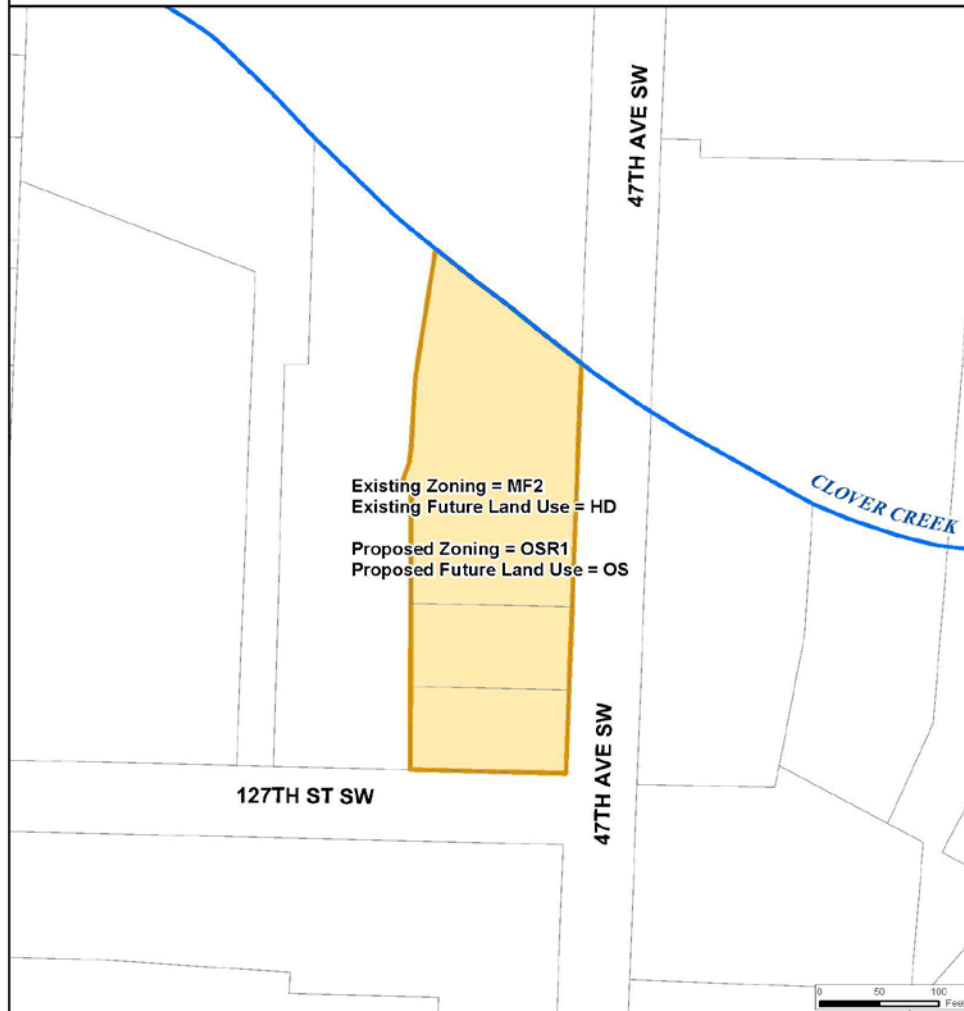 47TH AVE SW
Existing Zoning = MF2
Existing Future Land Use = HD
Proposed Zoning = OSR1
Proposed Future Land Use = OS
CLOVER CREEK
127TH ST SW
47TH AVE SW
0 50 100
Feet